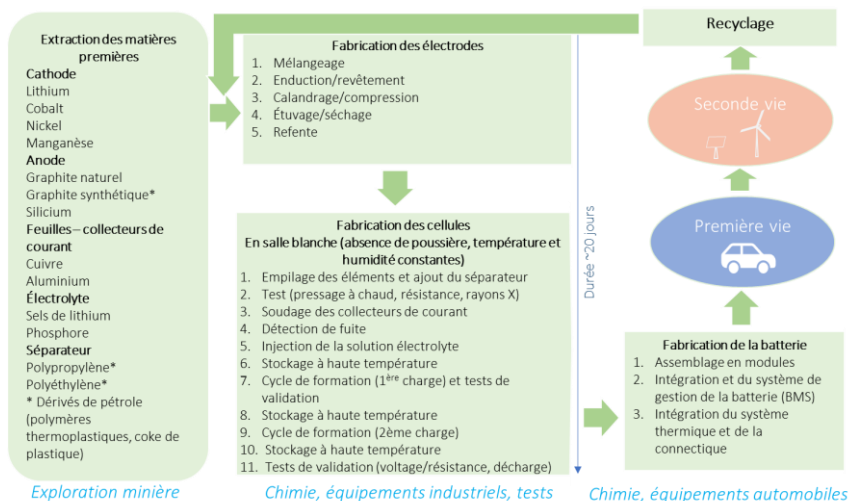 Extraction des matières
premières
Cathode
Lithium
Cobalt
Nickel
Manganèse
Anode
Graphite naturel
Graphite synthétique*
Silicium
Feuilles – collecteurs de
courant
Cuivre
Aluminium
Électrolyte
Sels de lithium
Phosphore
Séparateur
Polypropylène*
Polyéthylène*
* Dérivés de pétrole
(polymères
thermoplastiques, coke de
plastique)
Exploration minière
Fabrication des électrodes
1. Mélangeage
2. Enduction/revêtement
3. Calandrage/compression
4. Étuvage/séchage
5. Refente
Fabrication des cellules
En salle blanche (absence de poussière, température et
humidité constantes)
1. Empilage des éléments et ajout du séparateur
2. Test (pressage à chaud, résistance, rayons X)
3. Soudage des collecteurs de courant
4. Détection de fuite
5. Injection de la solution électrolyte
6. Stockage à haute température
7. Cycle de formation (1ère charge) et tests de
validation
8. Stockage à haute température
9. Cycle de formation (2ème charge)
10. Stockage à haute température
11. Tests de validation (voltage/résistance, décharge)
Chimie, équipements industriels, tests
Durée ~20 jours
Recyclage
Seconde vie
Première vie
Fabrication de la batterie
1. Assemblage en modules
2. Intégration et du système de
gestion de la batterie (BMS)
3. Intégration du système
thermique et de la
connectique
Chimie, équipements automobiles